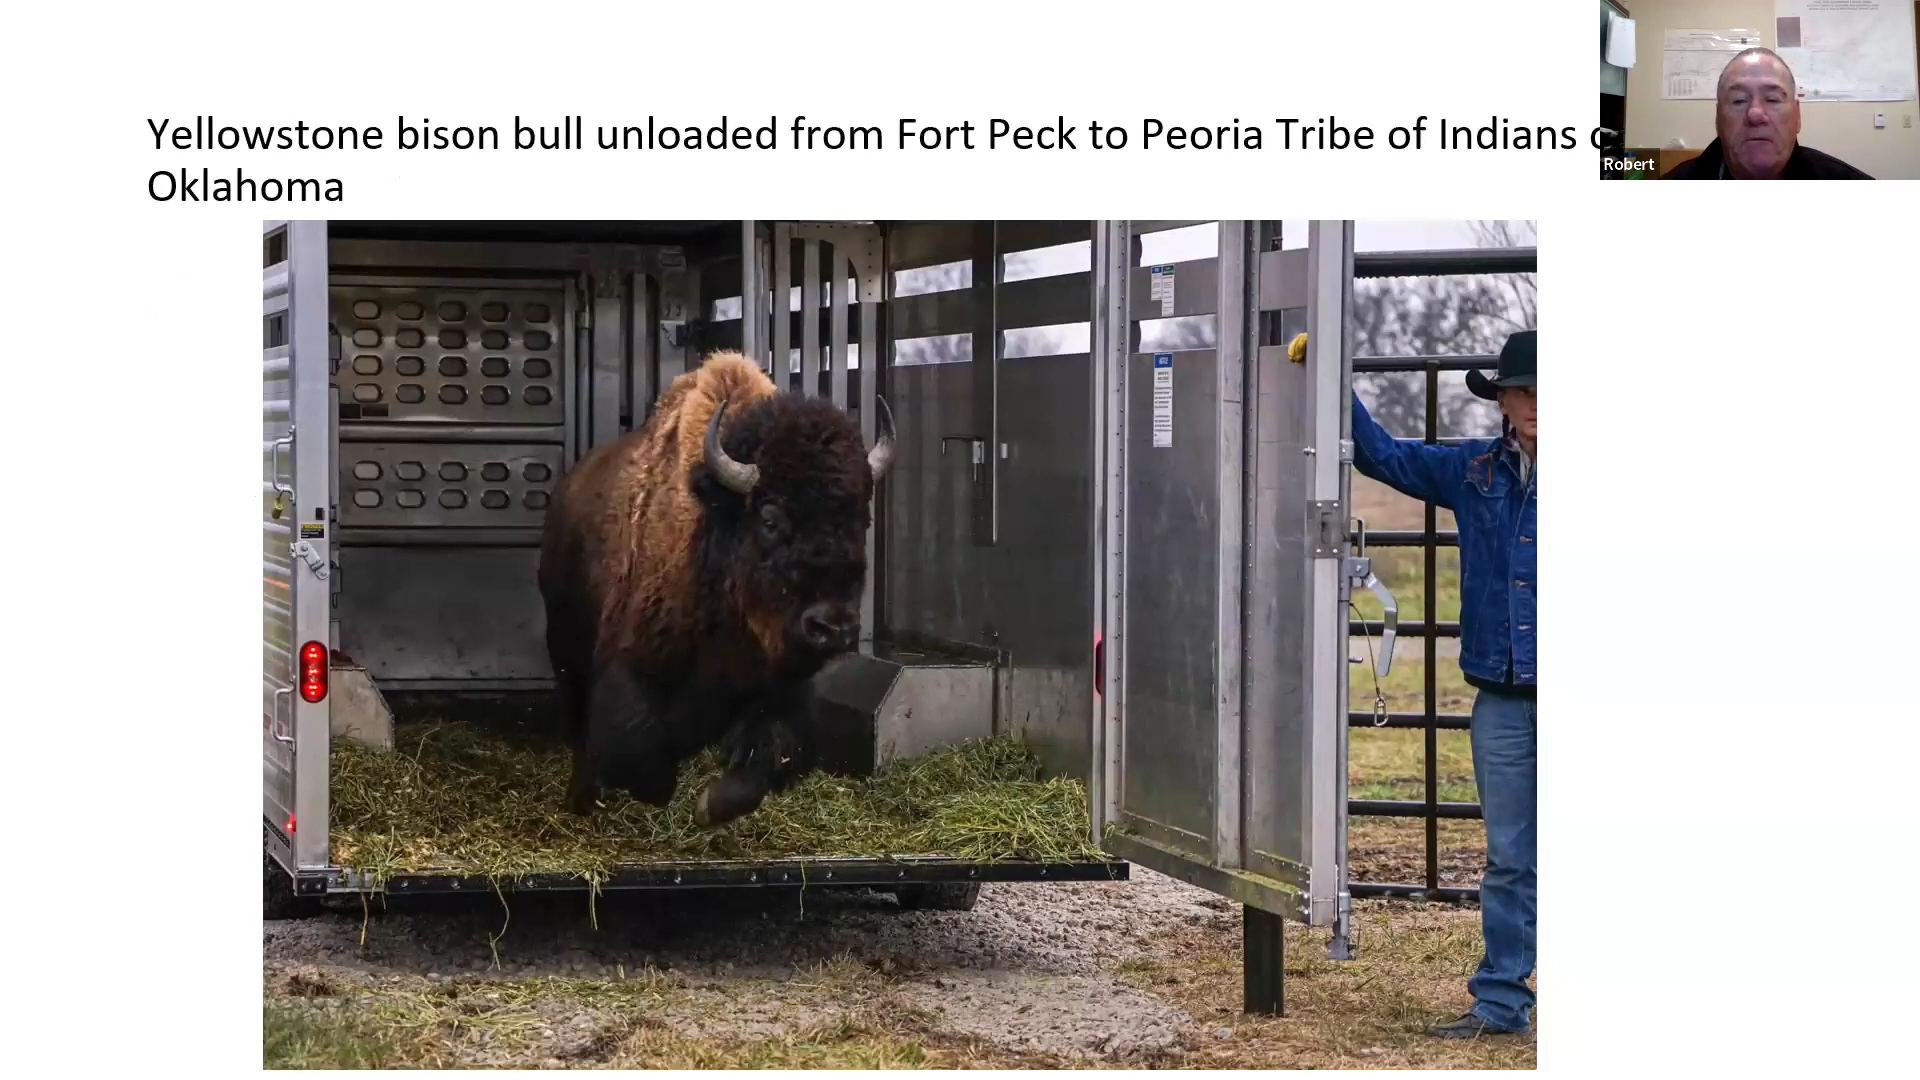 Yellowstone bison bull unloaded from Fort Peck to Peoria Tribe of Indians
Oklahoma
Robert